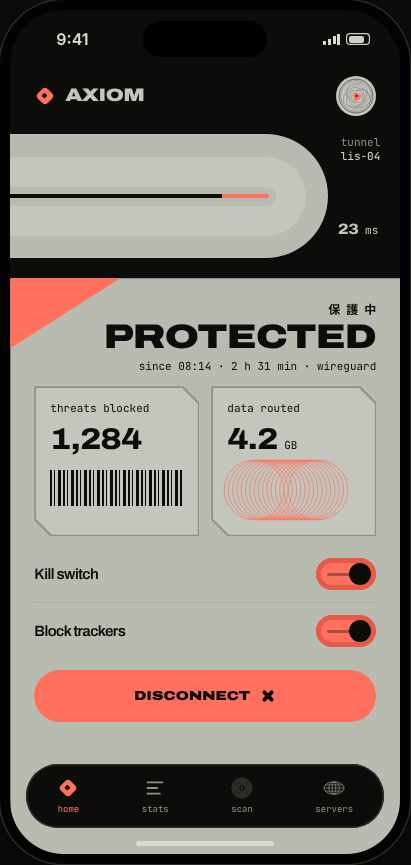 9:41
AXIOM
tunnel
lis-04
23 ms
保護中
PROTECTED
since 08:14 · 2 h 31 min · wireguard
threats blocked
1,284
data routed
4.2 GB
Kill switch
Block trackers
DISCONNECT
home
stats
scan
servers